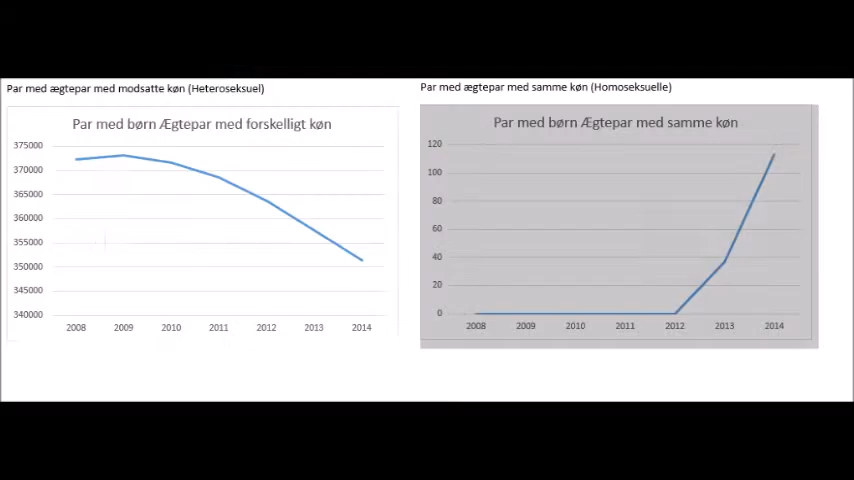 Par med ægtepar med modsatte køn (Heteroseksuel)
Par med børn Ægtepar med forskelligt køn
375000
370000
365000
360000
355000
350000
345000
340000
2008 2009 2010 2011 2012 2013 2014
Par med ægtepar med samme køn (Homoseksuelle)
Par med børn Ægtepar med samme køn
120
100
80
60
40
20
0
2008 2009 2010 2011 2012 2013 2014